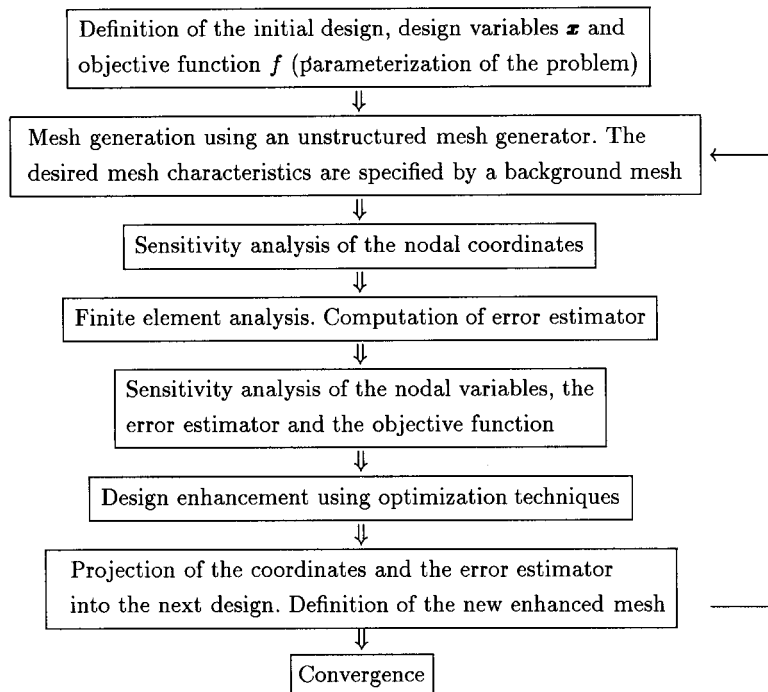 Definition of the initial design, design variables x and
objective function f (parameterization of the problem)
Mesh generation using an unstructured mesh generator. The
desired mesh characteristics are specified by a background mesh
Sensitivity analysis of the nodal coordinates
Finite element analysis. Computation of error estimator
Sensitivity analysis of the nodal variables, the
error estimator and the objective function
Design enhancement using optimization techniques
Projection of the coordinates and the error estimator
into the next design. Definition of the new enhanced mesh
Convergence